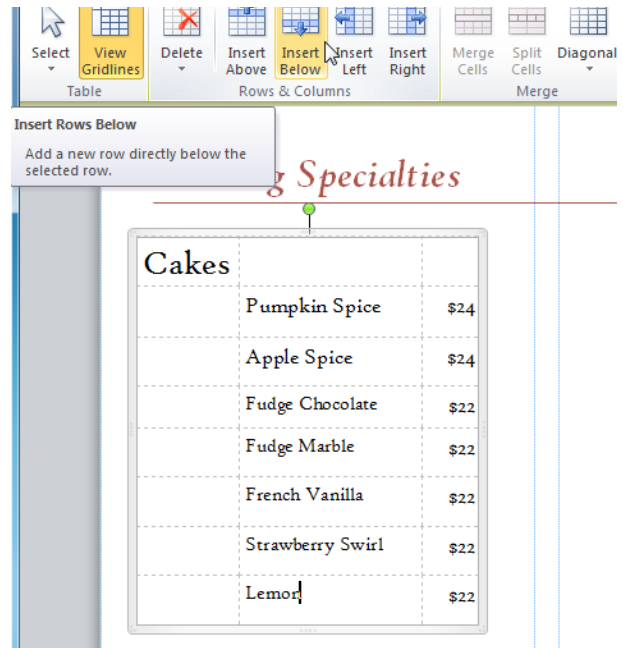 Select View Gridlines Delete Insert Above Insert Below Insert Left Insert Right Merge Cells Split Cells Diagonal
Table Rows & Columns Merge
Insert Rows Below
Add a new row directly below the
selected row.
Specialties
Cakes
Pumpkin Spice $24
Apple Spice $24
Fudge Chocolate $22
Fudge Marble $22
French Vanilla $22
Strawberry Swirl $22
Lemon $22